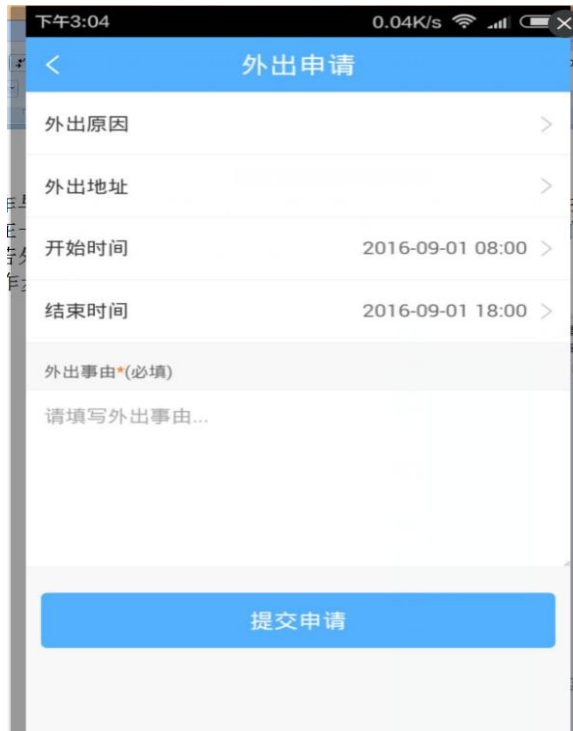 下午3:04 0.04K/s
外出申请
外出原因
外出地址
开始时间 2016-09-01 08:00
结束时间 2016-09-01 18:00
外出事由*(必填)
请填写外出事由...
提交申请